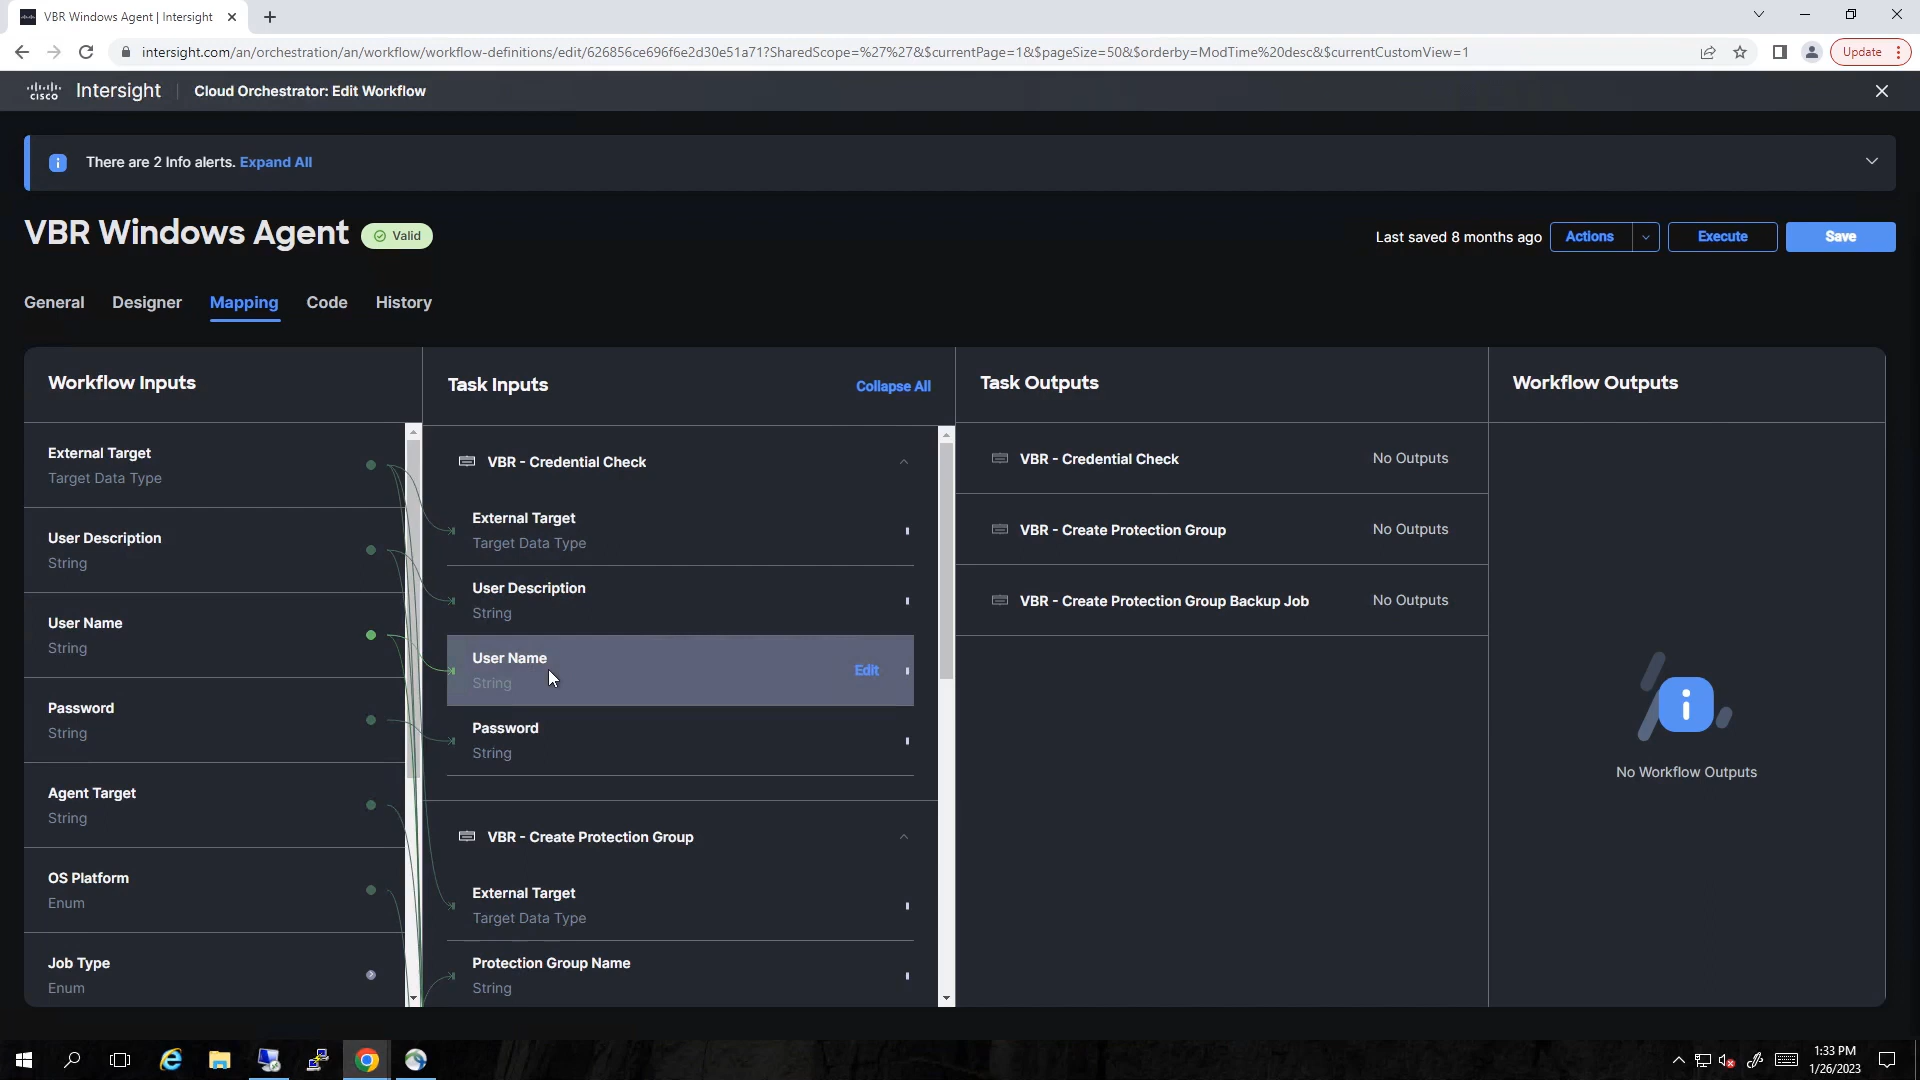 VBR Windows Agent | Intersight
intersight.com/an/orchestration/an/workflow/workflow-definitions/edit/626856ce696f6e2d30e51a71?SharedScope=%27%27&$currentPage=1&$pageSize=50&$orderby=ModTime%20desc&$currentCustomView=1
Update
CISCO Intersight Cloud Orchestrator: Edit Workflow
There are 2 Info alerts. Expand All
VBR Windows Agent Valid
Last saved 8 months ago Actions Execute Save
General Designer Mapping Code History
Workflow Inputs
External Target
Target Data Type
User Description
String
User Name
String
Password
String
Agent Target
String
OS Platform
Enum
Job Type
Enum
Task Inputs Collapse All
VBR - Credential Check
External Target
Target Data Type
User Description
String
User Name
String
Edit
Password
String
VBR - Create Protection Group
External Target
Target Data Type
Protection Group Name
String
Task Outputs
VBR - Credential Check No Outputs
VBR - Create Protection Group No Outputs
VBR - Create Protection Group Backup Job No Outputs
Workflow Outputs
No Workflow Outputs
1:33 PM
1/26/2023